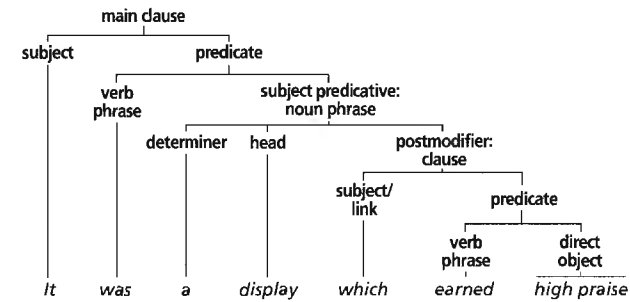 main clause
subject predicate
verb phrase
subject predicative: noun phrase
determiner head
postmodifier: clause
subject/ link
predicate
verb phrase
direct object
It was a display which earned high praise